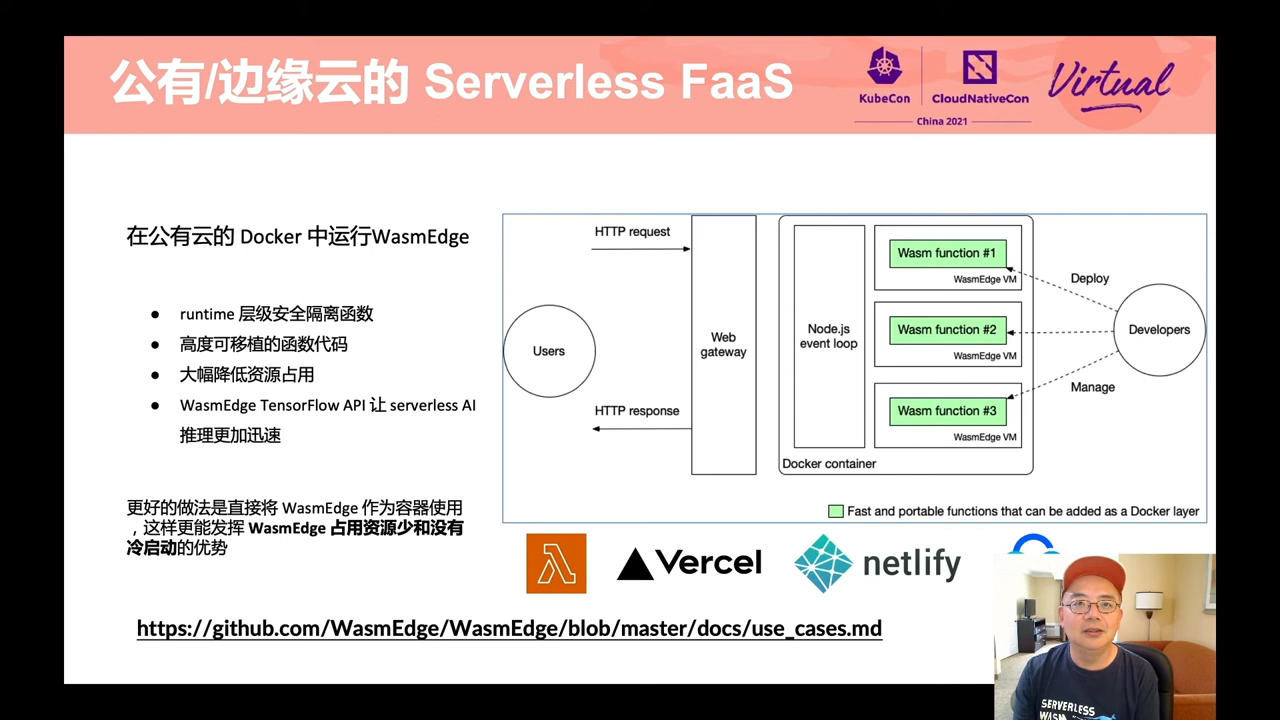 公有/边缘云的 Serverless FaaS
KubeCon
CloudNativeCon
Virtual
China 2021
在公有云的 Docker 中运行WasmEdge
• runtime 层级安全隔离函数
• 高度可移植的函数代码
• 大幅降低资源占用
• WasmEdge TensorFlow API 让 serverless AI
推理更加迅速
更好的做法是直接将 WasmEdge 作为容器使用
，这样更能发挥 WasmEdge 占用资源少和没有
冷启动的优势
HTTP request
Users
HTTP response
Web
gateway
Node.js
event loop
Wasm function #1
WasmEdge VM
Wasm function #2
WasmEdge VM
Wasm function #3
WasmEdge VM
Docker container
Deploy
Developers
Manage
Fast and portable functions that can be added as a Docker layer
Vercel
netlify
https://github.com/WasmEdge/WasmEdge/blob/master/docs/use_cases.md
SERVERLESS
WASM